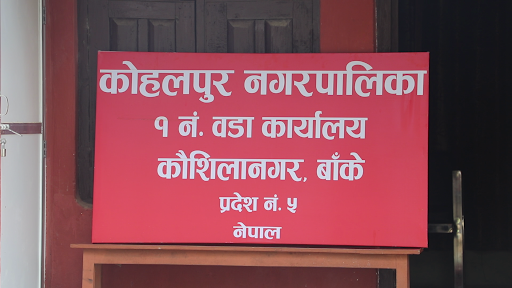 कोहलपुर नगरपालिका
१ नं. वडा कार्यालय
कौशिलानगर, बाँके
प्रदेश नं. ५
नेपाल